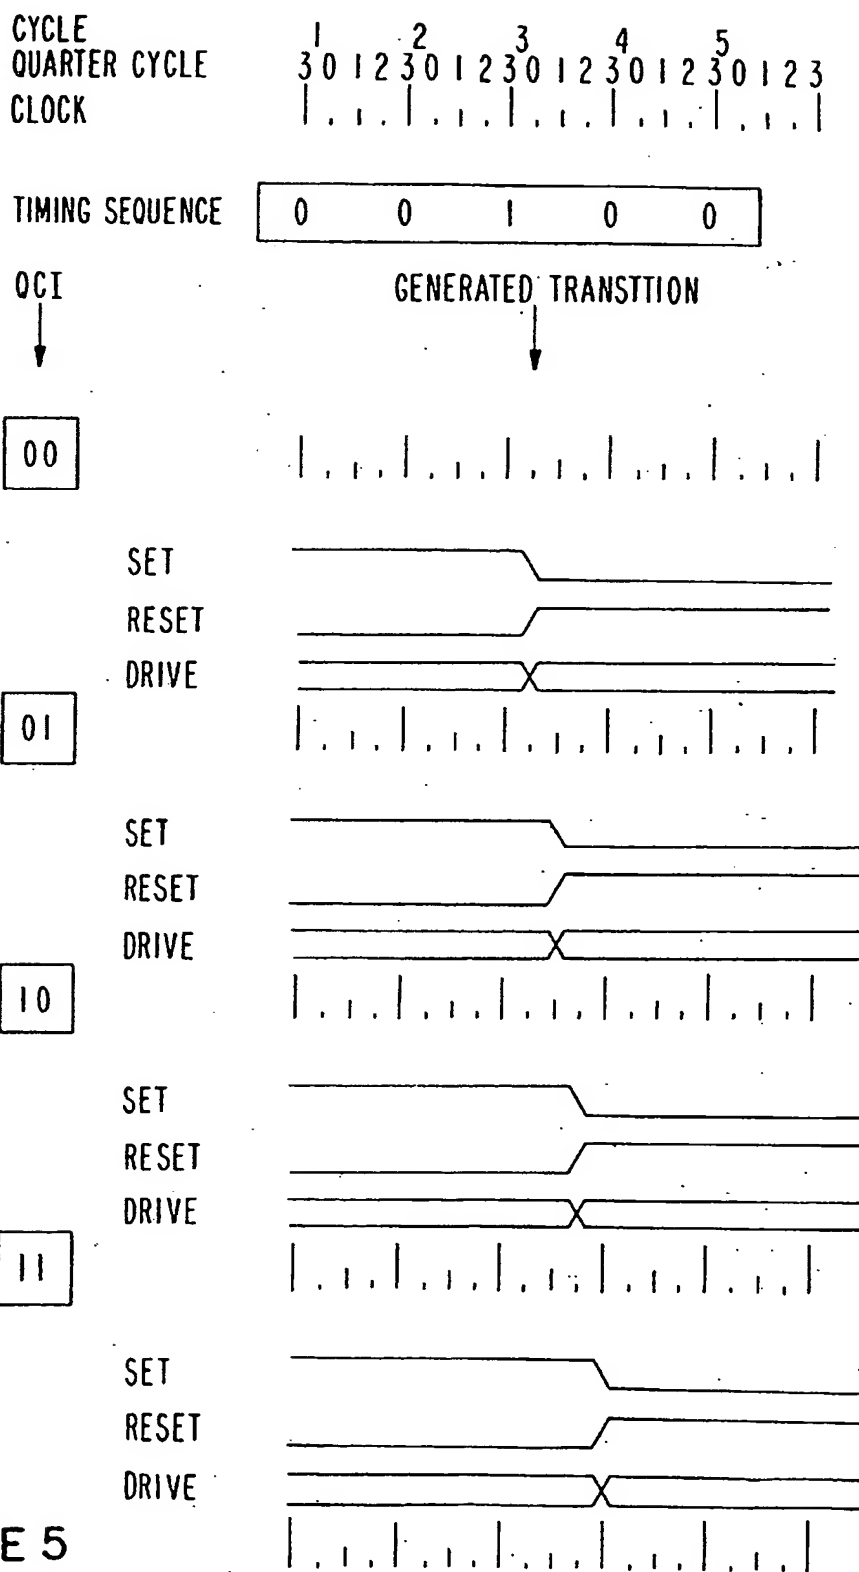 CYCLE 1 2 3 4 5
QUARTER CYCLE 3 0 1 2 3 0 1 2 3 0 1 2 3 0 1 2 3 0 1 2 3
CLOCK
TIMING SEQUENCE 0 0 1 0 0
QCI GENERATED TRANSTTION
00
SET
RESET
DRIVE
01
SET
RESET
DRIVE
10
SET
RESET
DRIVE
11
SET
RESET
DRIVE
E 5